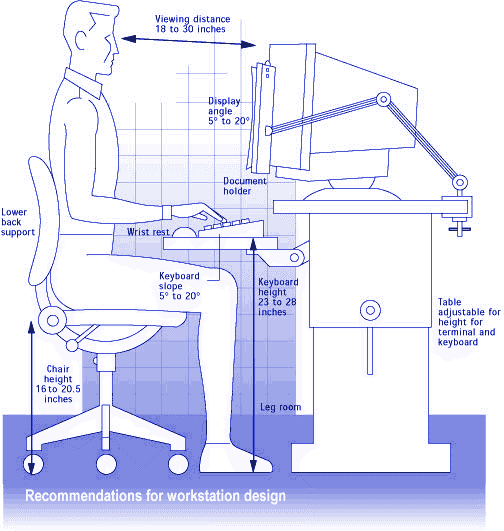 Viewing distance
18 to 30 inches
Display
angle
5° to 20°
Document
holder
Lower
back
support
Wrist rest
Keyboard
slope
5° to 20°
Keyboard
height
23 to 28
inches
Table
adjustable for
height for
terminal and
keyboard
Chair
height
16 to 20.5
inches
Leg room
Recommendations for workstation design